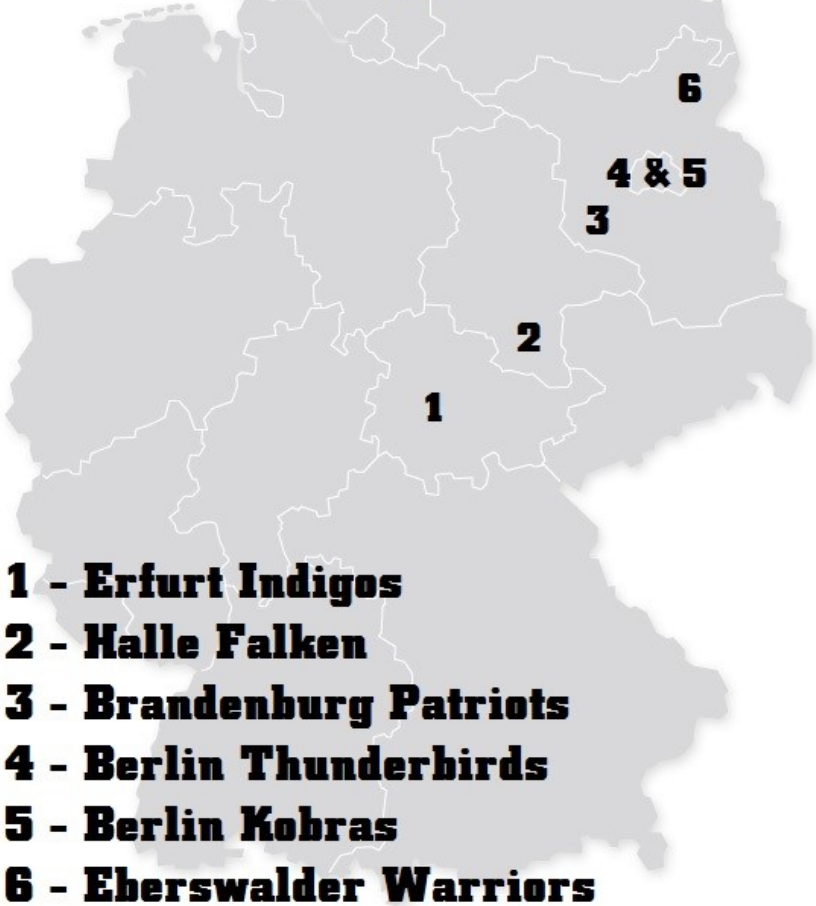 6
4 & 5
3
2
1
1 - Erfurt Indigos
2 - Halle Falken
3 - Brandenburg Patriots
4 - Berlin Thunderbirds
5 - Berlin Kobras
6 - Eberswalder Warriors